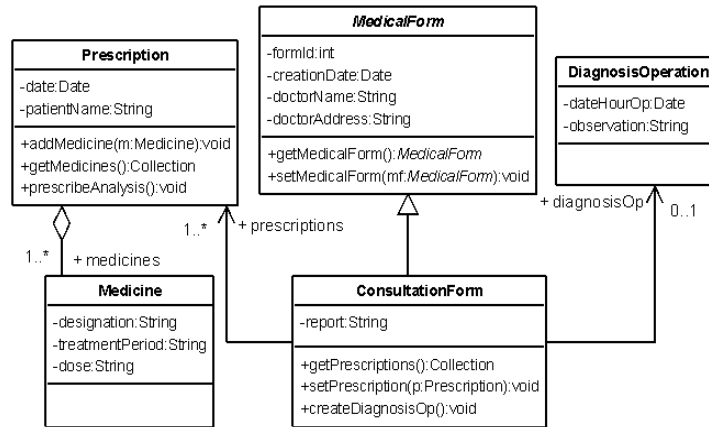 MedicalForm
-formId:int
-creationDate:Date
-doctorName:String
-doctorAddress:String
+getMedicalForm():MedicalForm
+setMedicalForm(mf:MedicalForm):void
Prescription
-date:Date
-patientName:String
+addMedicine(m:Medicine):void
+getMedicines():Collection
+prescribeAnalysis():void
DiagnosisOperation
-dateHourOp:Date
-observation:String
+ diagnosisOp
0..1
1..*
+ prescriptions
1..*
+ medicines
Medicine
-designation:String
-treatmentPeriod:String
-dose:String
ConsultationForm
-report:String
+getPrescriptions():Collection
+setPrescription(p:Prescription):void
+createDiagnosisOp():void